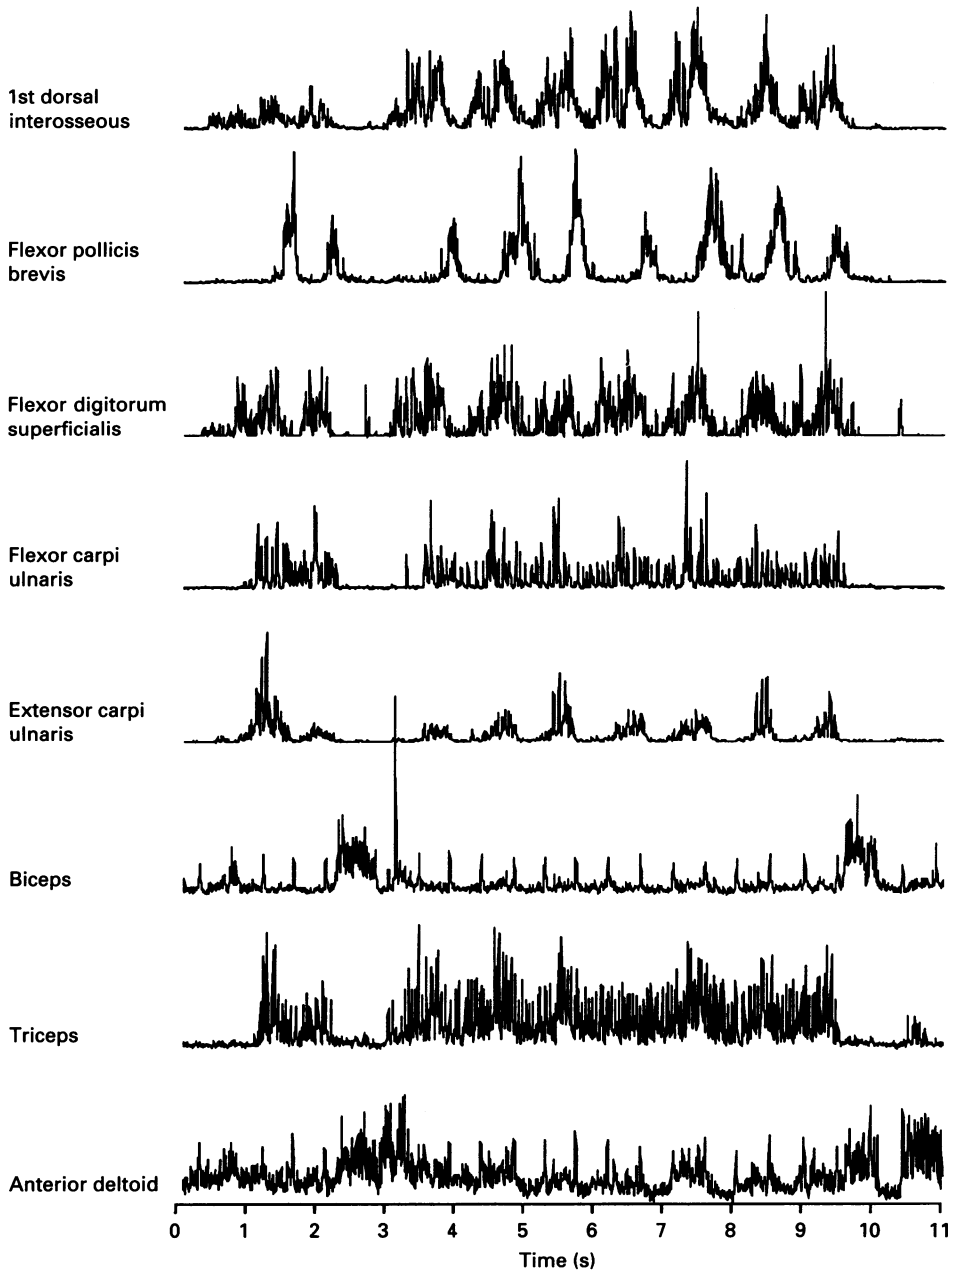 1st dorsal
interosseous
Flexor pollicis
brevis
Flexor digitorum
superficialis
Flexor carpi
ulnaris
Extensor carpi
ulnaris
Biceps
Triceps
Anterior deltoid
0 1 2 3 4 5 6 7 8 9 10 11
Time (s)